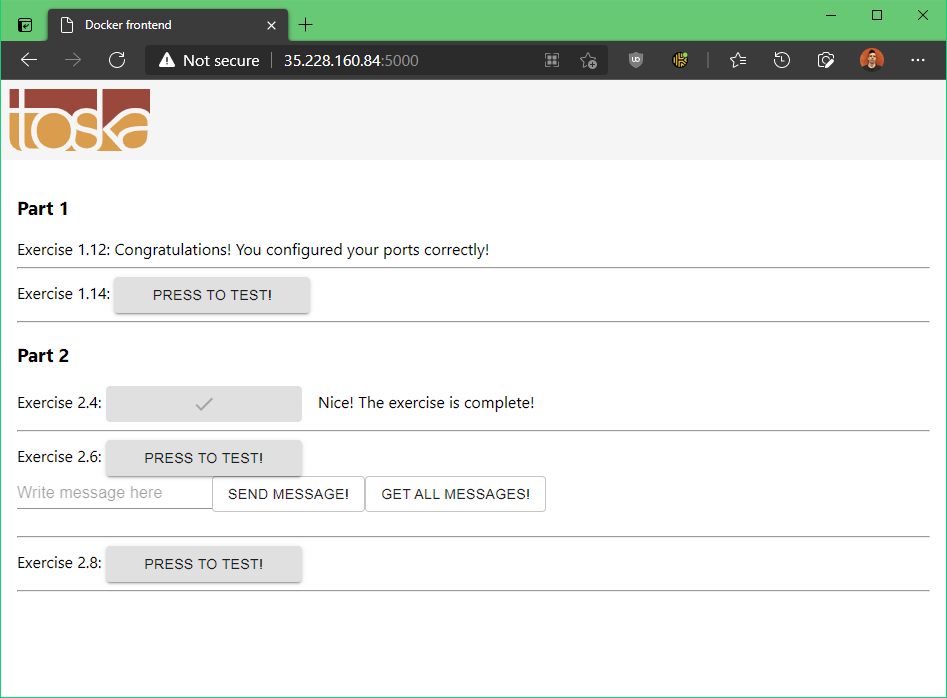 Docker frontend
Not secure 35.228.160.84:5000
toska
Part 1
Exercise 1.12: Congratulations! You configured your ports correctly!
Exercise 1.14: PRESS TO TEST!
Part 2
Exercise 2.4: Nice! The exercise is complete!
Exercise 2.6: PRESS TO TEST!
Write message here SEND MESSAGE! GET ALL MESSAGES!
Exercise 2.8: PRESS TO TEST!